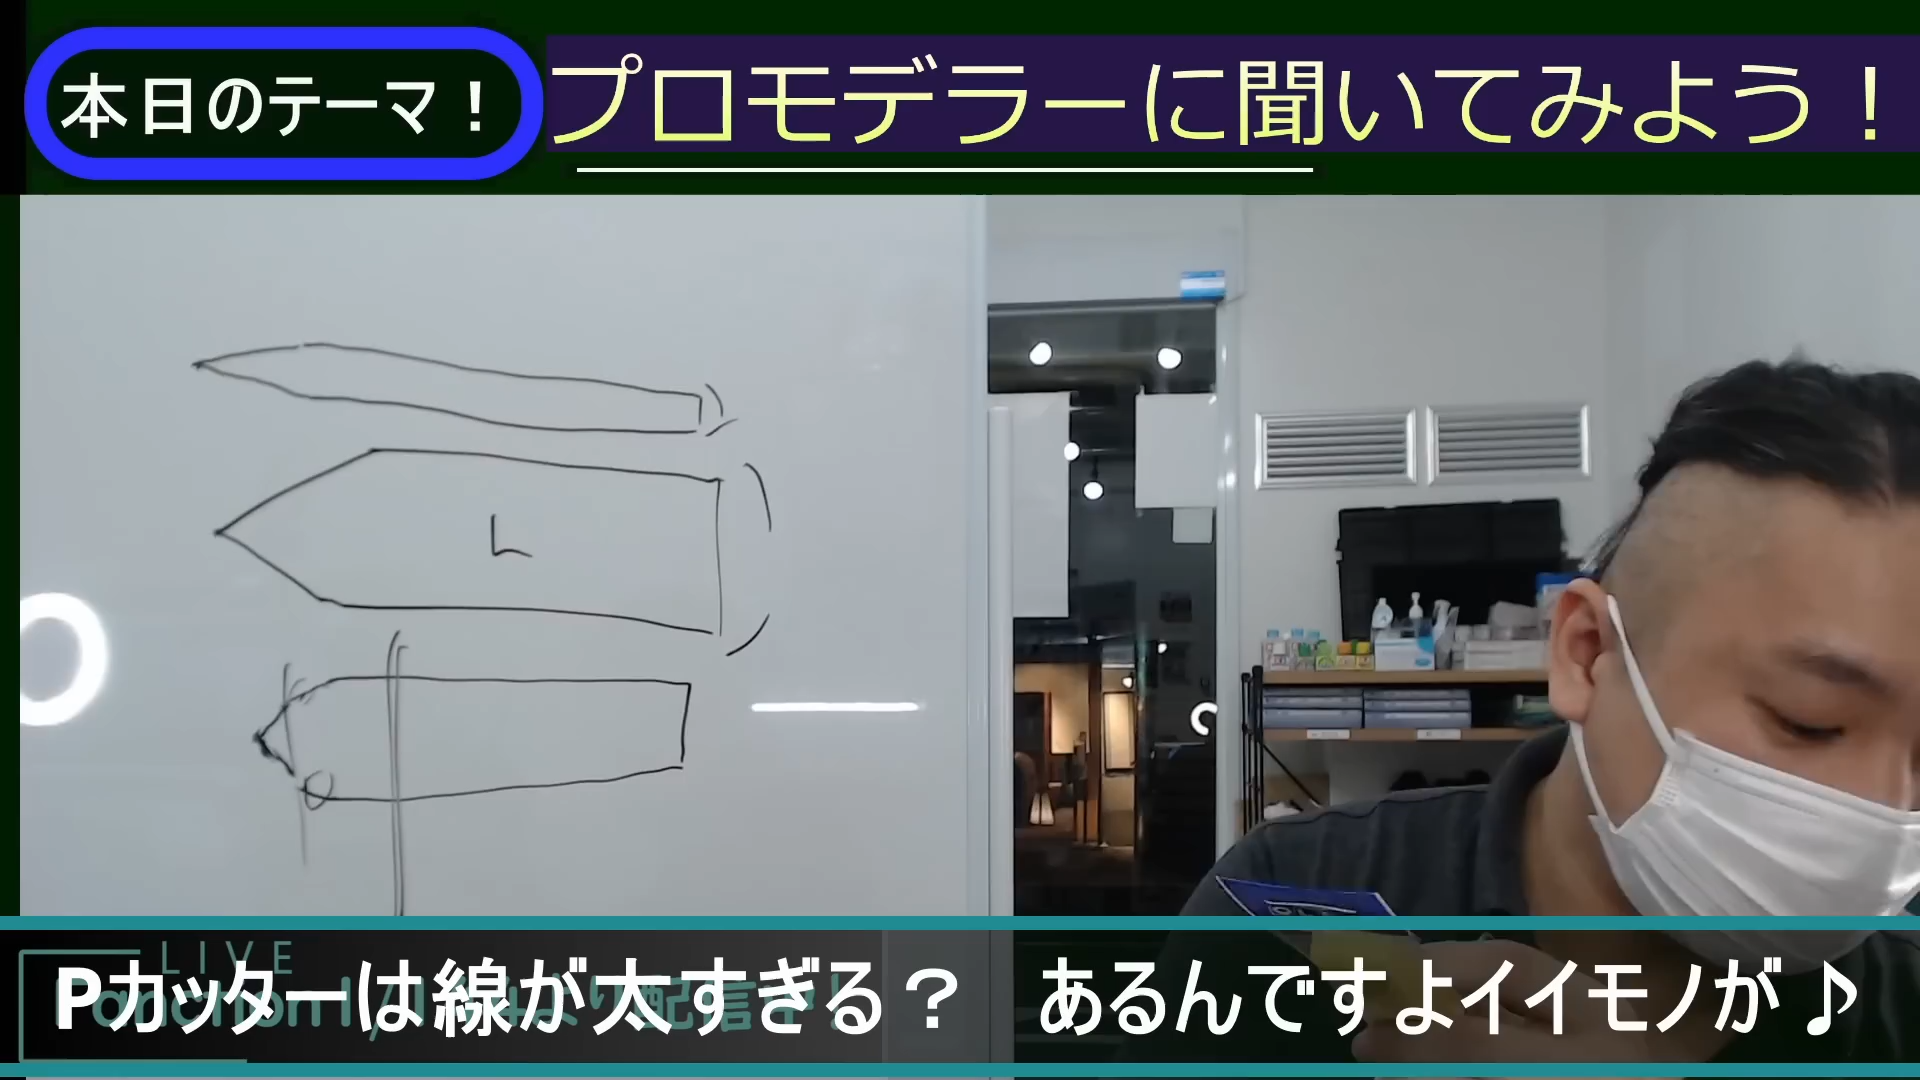 本日のテーマ！
プロモデラーに聞いてみよう！
L
LIVE
Pカッターは線が太すぎる？　あるんですよイイモノが♪